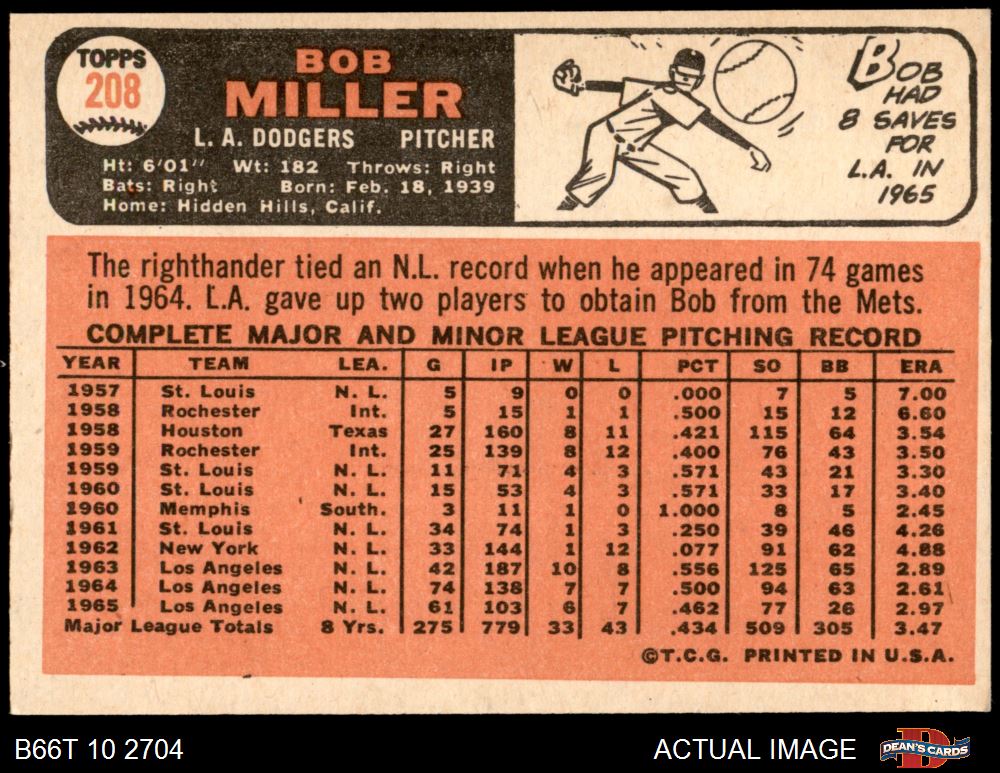 TOPPS
208
BOB
MILLER
L. A. DODGERS PITCHER
Ht: 6'01" Wt: 182 Throws: Right
Bats: Right Born: Feb. 18, 1939
Home: Hidden Hills, Calif.
BOB
HAD
8 SAVES
FOR
L.A. IN
1965
The righthander tied an N.L. record when he appeared in 74 games
in 1964. L.A. gave up two players to obtain Bob from the Mets.
COMPLETE MAJOR AND MINOR LEAGUE PITCHING RECORD
YEAR TEAM LEA. G IP W L PCT SO BB ERA
1957 St. Louis N. L. 5 9 0 0 .000 7 5 7.00
1958 Rochester Int. 5 15 1 1 .500 15 12 6.60
1958 Houston Texas 27 160 8 11 .421 115 64 3.54
1959 Rochester Int. 25 139 8 12 .400 76 43 3.50
1959 St. Louis N. L. 11 71 4 3 .571 43 21 3.30
1960 St. Louis N. L. 15 53 4 3 .571 33 17 3.40
1960 Memphis South. 3 11 1 0 1.000 8 5 2.45
1961 St. Louis N. L. 34 74 1 3 .250 39 46 4.26
1962 New York N. L. 33 144 1 12 .077 91 62 4.88
1963 Los Angeles N. L. 42 187 10 8 .556 125 65 2.89
1964 Los Angeles N. L. 74 138 7 7 .500 94 63 2.61
1965 Los Angeles N. L. 61 103 6 7 .462 77 26 2.97
Major League Totals 8 Yrs. 275 779 33 43 .434 509 305 3.47
©T.C.G. PRINTED IN U.S.A.
B66T 10 2704 ACTUAL IMAGE DEAN'S CARDS